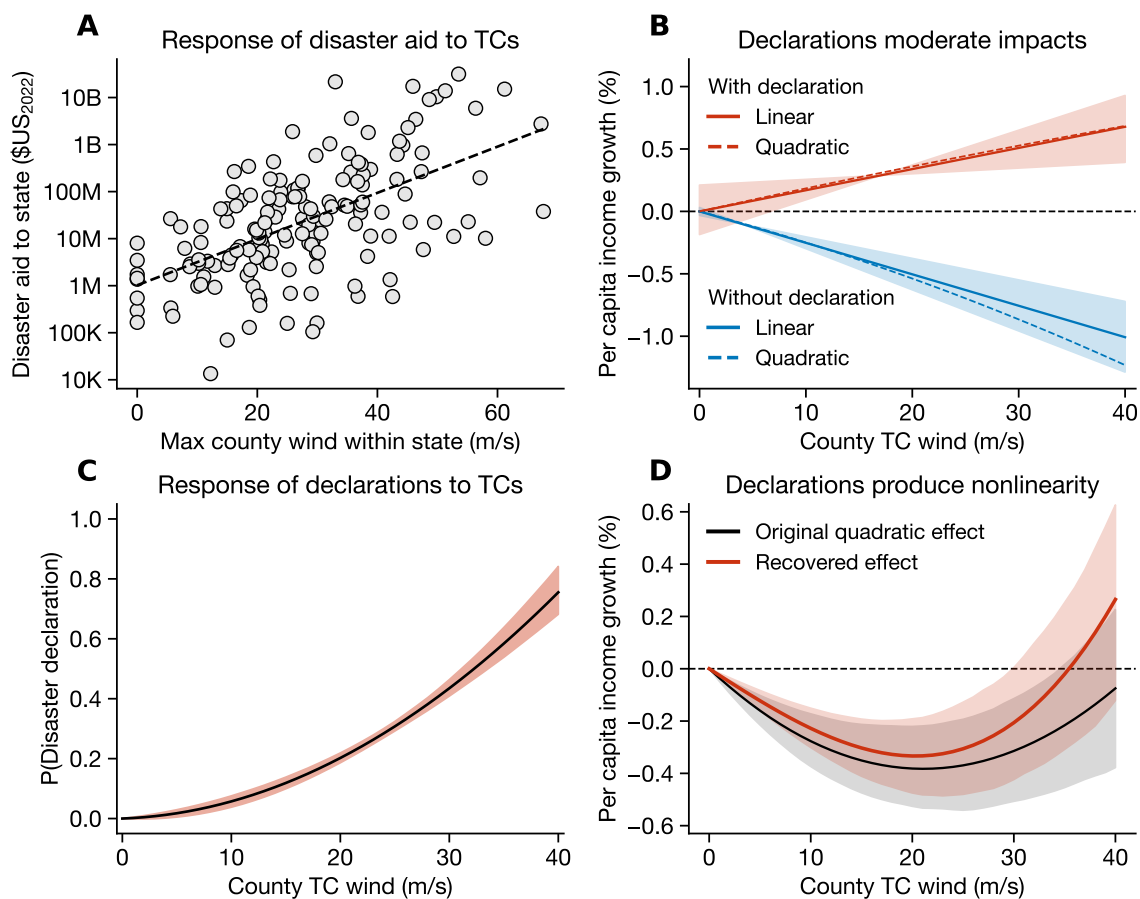 A
Response of disaster aid to TCs
Disaster aid to state ($US2022)
10B
1B
100M
10M
1M
100K
10K
0
20
40
60
Max county wind within state (m/s)
B
Declarations moderate impacts
Per capita income growth (%)
1.0
0.5
0.0
−0.5
−1.0
With declaration
Linear
Quadratic
Without declaration
Linear
Quadratic
0
10
20
30
40
County TC wind (m/s)
C
Response of declarations to TCs
P(Disaster declaration)
1.0
0.8
0.6
0.4
0.2
0.0
0
10
20
30
40
County TC wind (m/s)
D
Declarations produce nonlinearity
Per capita income growth (%)
0.6
0.4
0.2
0.0
−0.2
−0.4
−0.6
Original quadratic effect
Recovered effect
0
10
20
30
40
County TC wind (m/s)